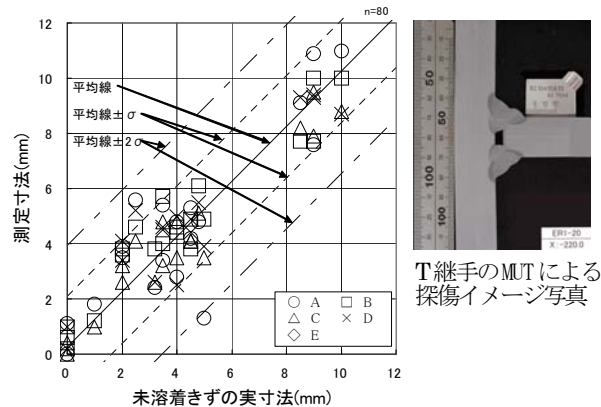 n=80
12
10
8
6
4
2
0
平均線
平均線±σ
平均線±2σ
測定寸法(mm)
A
B
C
D
E
0
2
4
6
8
10
12
未溶着きずの実寸法(mm)
50
50
100
100
ERI-20
X:-220.0
T継手のMUTによる
探傷イメージ写真